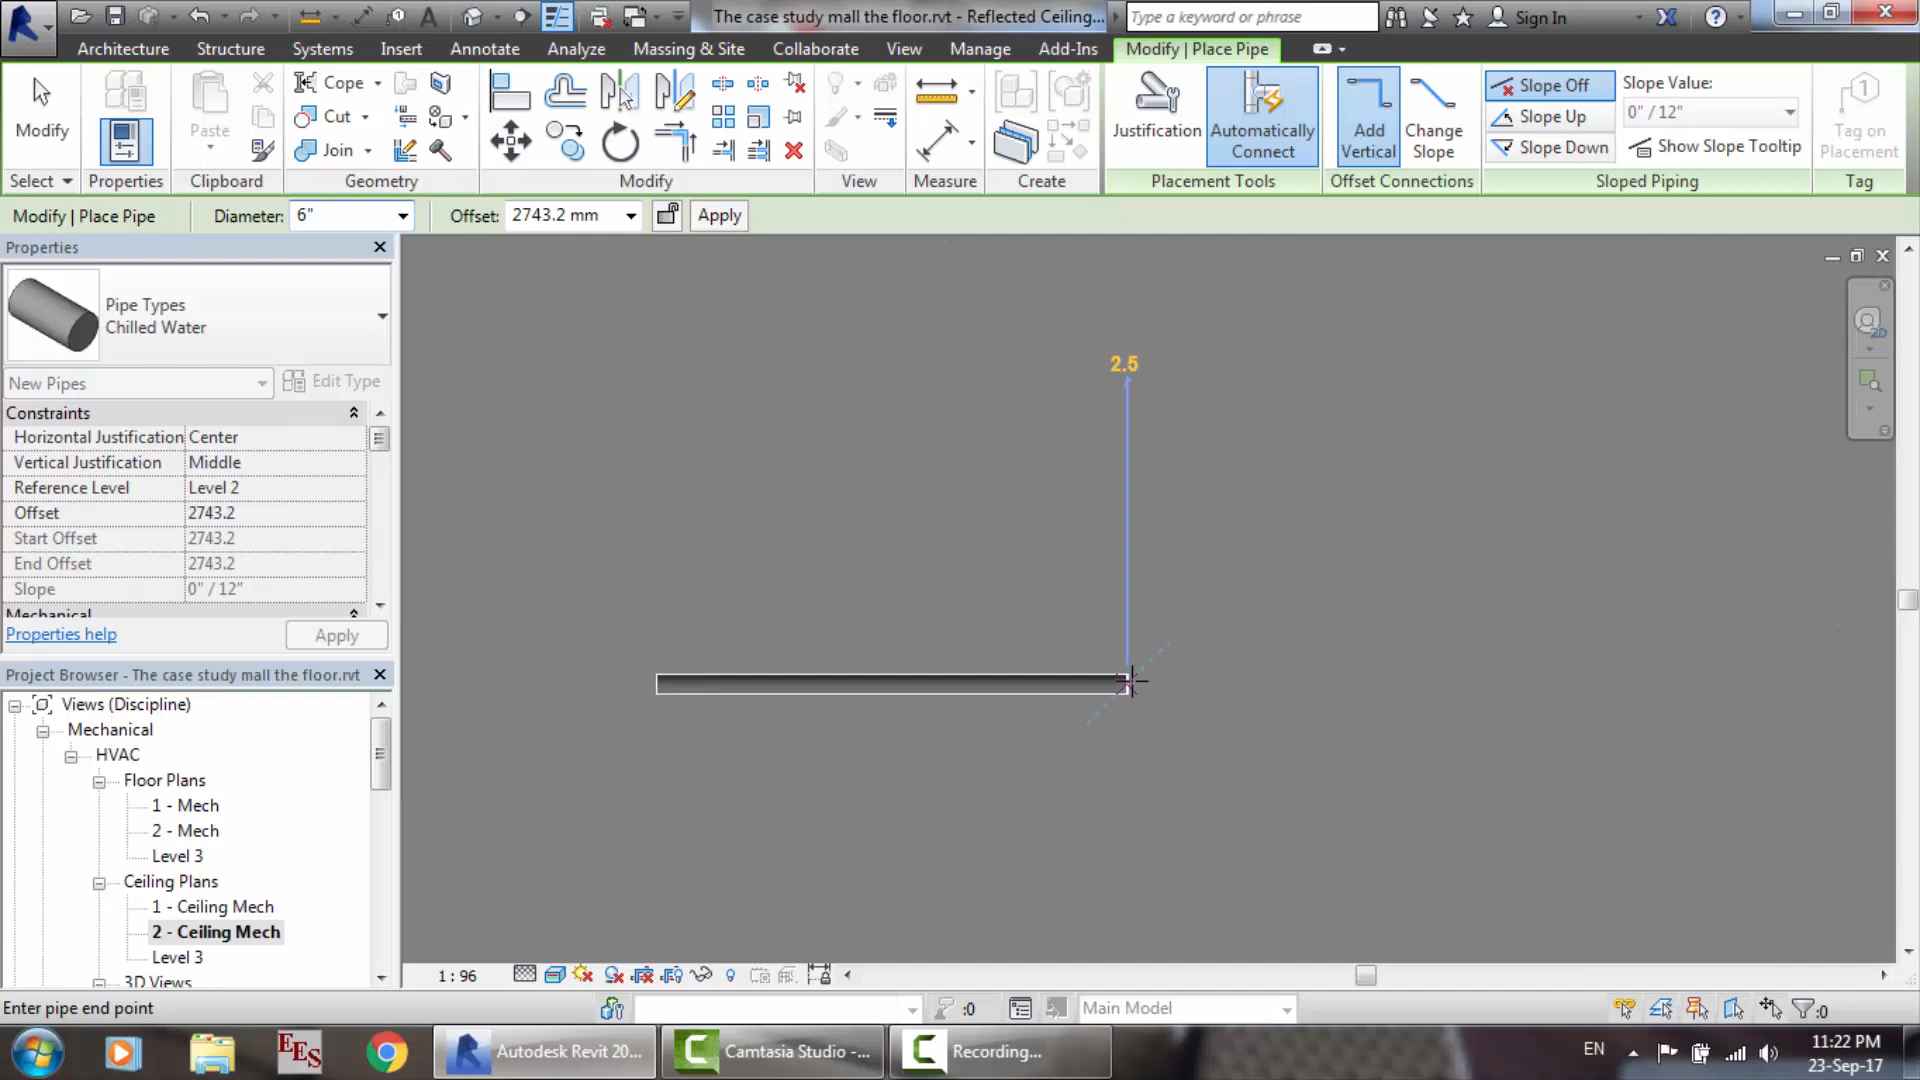 The case study mall the floor.rvt - Reflected Ceiling...
Type a keyword or phrase
Sign In
Architecture
Structure
Systems
Insert
Annotate
Analyze
Massing & Site
Collaborate
View
Manage
Add-Ins
Modify | Place Pipe
Modify
Paste
Cope
Cut
Join
Justification
Automatically
Connect
Add
Vertical
Change
Slope
Slope Off
Slope Up
Slope Down
Slope Value:
0" / 12"
Show Slope Tooltip
1
Tag on
Placement
Select
Properties
Clipboard
Geometry
Modify
View
Measure
Create
Placement Tools
Offset Connections
Sloped Piping
Tag
Modify | Place Pipe
Diameter:
6"
Offset:
2743.2 mm
Apply
Properties
Pipe Types
Chilled Water
New Pipes
Edit Type
Constraints
Horizontal Justification Center
Vertical Justification Middle
Reference Level Level 2
Offset 2743.2
Start Offset 2743.2
End Offset 2743.2
Slope 0" / 12"
Mechanical
Properties help
Apply
2.5
2D
Project Browser - The case study mall the floor.rvt
Views (Discipline)
Mechanical
HVAC
Floor Plans
1 - Mech
2 - Mech
Level 3
Ceiling Plans
1 - Ceiling Mech
2 - Ceiling Mech
Level 3
3D Views
1 : 96
Enter pipe end point
:0
Main Model
:0
EES
Autodesk Revit 20...
Camtasia Studio -...
Recording...
EN
11:22 PM
23-Sep-17